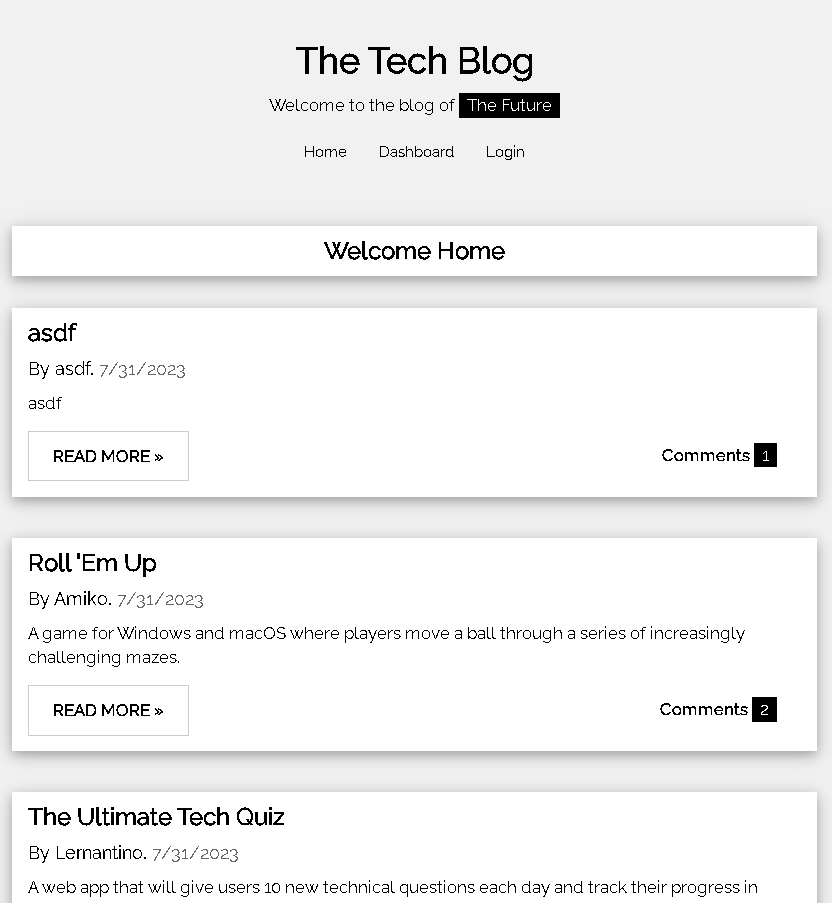 The Tech Blog
Welcome to the blog of The Future
Home Dashboard Login
Welcome Home
asdf
By asdf. 7/31/2023
asdf
READ MORE » Comments 1
Roll 'Em Up
By Amiko. 7/31/2023
A game for Windows and macOS where players move a ball through a series of increasingly
challenging mazes.
READ MORE » Comments 2
The Ultimate Tech Quiz
By Lernantino. 7/31/2023
A web app that will give users 10 new technical questions each day and track their progress in